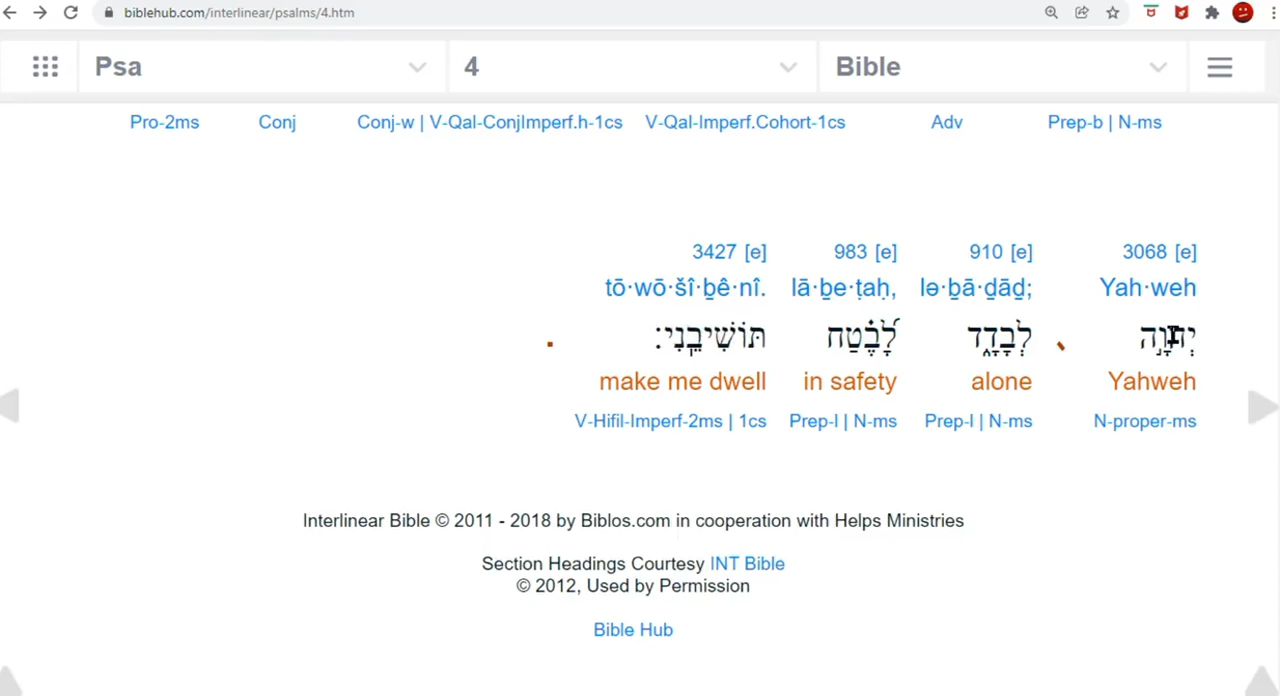 biblehub.com/interlinear/psalms/4.htm
Psa 4 Bible
Pro-2ms Conj Conj-w | V-Qal-ConjImperf.h-1cs V-Qal-Imperf.Cohort-1cs Adv Prep-b | N-ms
3427 [e] 983 [e] 910 [e] 3068 [e]
tō·wō·šî·ḇê·nî. lā·ḇe·ṭaḥ, lə·ḇā·ḏāḏ; Yah·weh
יְהוָ֣ה ، לְבָדָ֑ד לָ֝בֶ֗טַח תּוֹשִׁיבֵֽנִי׃ .
make me dwell in safety alone Yahweh
V-Hifil-Imperf-2ms | 1cs Prep-l | N-ms Prep-l | N-ms N-proper-ms
Interlinear Bible © 2011 - 2018 by Biblos.com in cooperation with Helps Ministries
Section Headings Courtesy INT Bible
© 2012, Used by Permission
Bible Hub